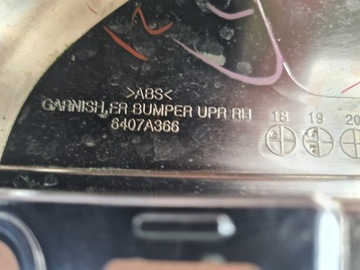 >ABS<
GARNISH,FR BUMPER UPR RH
6407A366
18 19 20